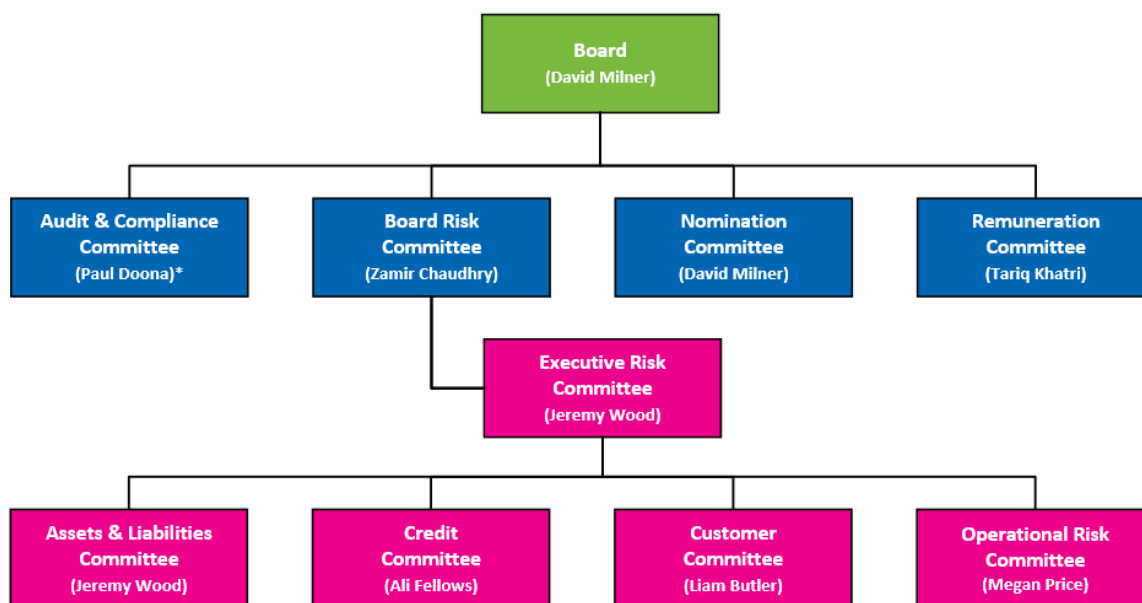 Board
(David Milner)
Audit & Compliance
Committee
(Paul Doona)*
Board Risk
Committee
(Zamir Chaudhry)
Nomination
Committee
(David Milner)
Remuneration
Committee
(Tariq Khatri)
Executive Risk
Committee
(Jeremy Wood)
Assets & Liabilities
Committee
(Jeremy Wood)
Credit
Committee
(Ali Fellows)
Customer
Committee
(Liam Butler)
Operational Risk
Committee
(Megan Price)